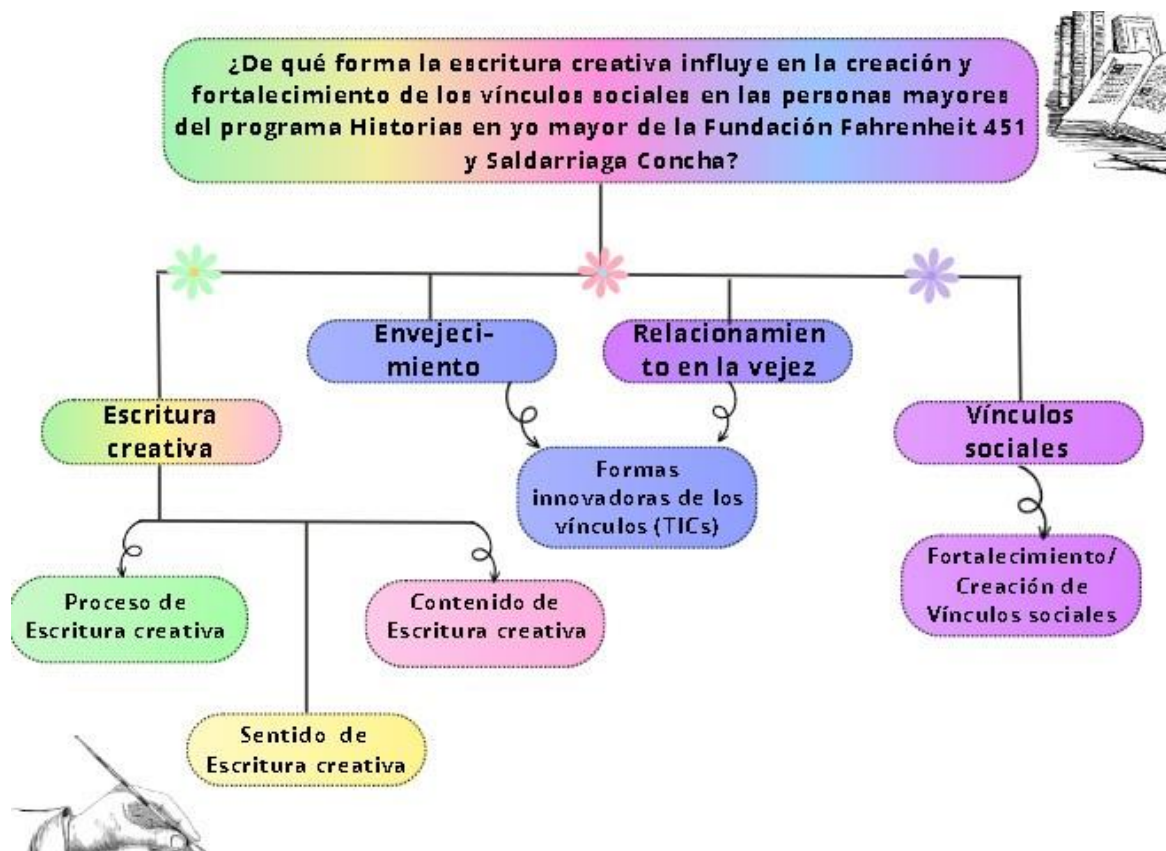 ¿De qué forma la escritura creativa influye en la creación y
fortalecimiento de los vínculos sociales en las personas mayores
del programa Historias en yo mayor de la Fundación Fahrenheit 451
y Saldarriaga Concha?
Envejeci-
miento
Relacionamien
to en la vejez
Escritura
creativa
Vínculos
sociales
Formas
innovadoras de los
vínculos (TICs)
Fortalecimiento/
Creación de
Vínculos sociales
Proceso de
Escritura creativa
Contenido de
Escritura creativa
Sentido de
Escritura creativa